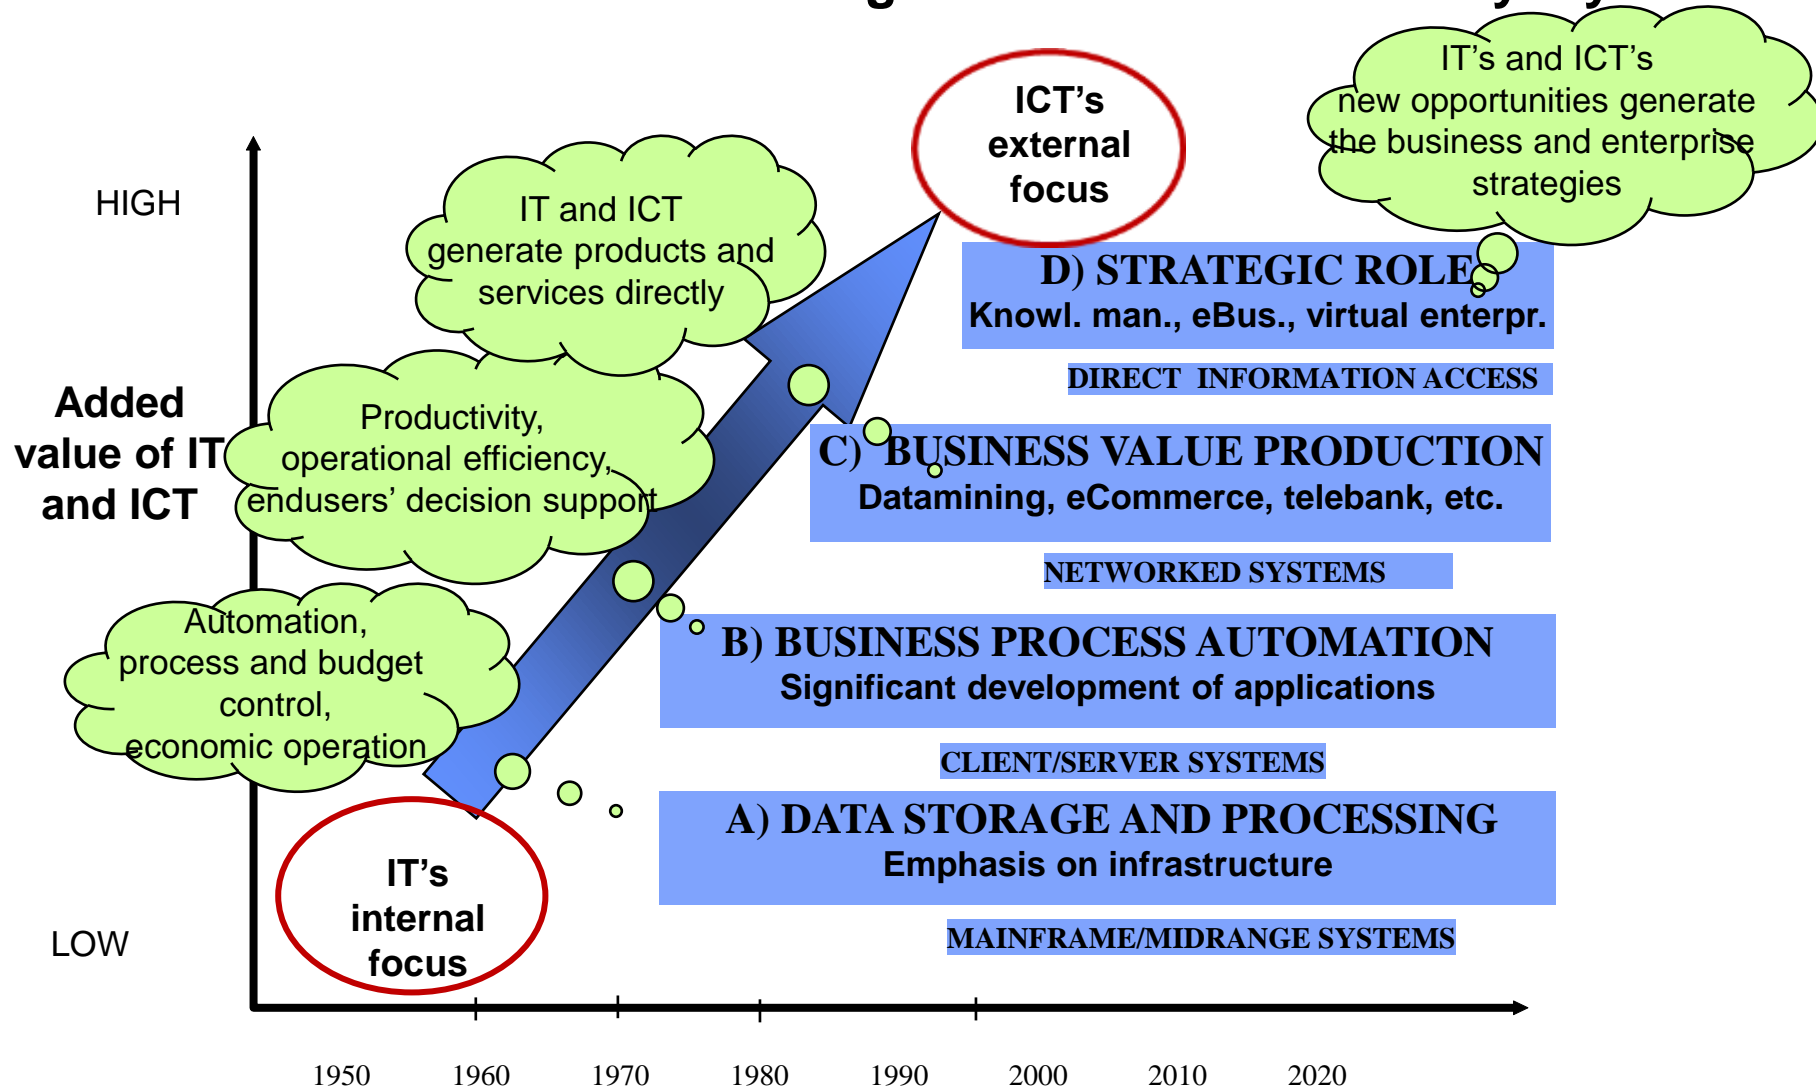 ICT's
external
focus
IT's and ICT's
new opportunities generate
the business and enterprise
strategies
HIGH
IT and ICT
generate products and
services directly
D) STRATEGIC ROLE
Knowl. man., eBus., virtual enterpr.
DIRECT INFORMATION ACCESS
Added
value of IT
and ICT
Productivity,
operational efficiency,
endusers' decision support
C) BUSINESS VALUE PRODUCTION
Datamining, eCommerce, telebank, etc.
NETWORKED SYSTEMS
Automation,
process and budget
control,
economic operation
B) BUSINESS PROCESS AUTOMATION
Significant development of applications
CLIENT/SERVER SYSTEMS
A) DATA STORAGE AND PROCESSING
Emphasis on infrastructure
IT's
internal
focus
LOW
MAINFRAME/MIDRANGE SYSTEMS
1950 1960 1970 1980 1990 2000 2010 2020